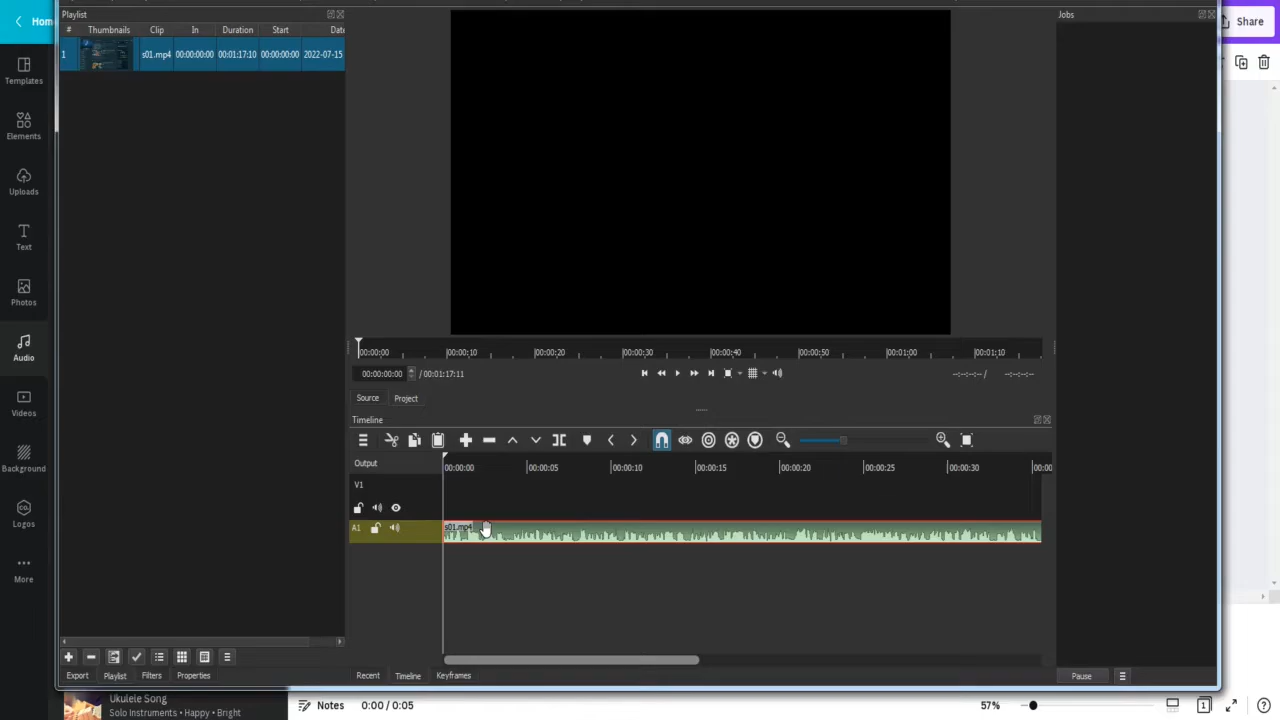 Home
Templates
Elements
Uploads
Text
Photos
Audio
Videos
Background
Logos
More
Playlist
# Thumbnails Clip In Duration Start Date
1 s01.mp4 00:00:00:00 00:01:17:10 00:00:00:00 2022-07-15
Export Playlist Filters Properties
00:00:00 00:00:10 00:00:20 00:00:30 00:00:40 00:00:50 00:01:00 00:01:10
00:00:00:00 / 00:01:17:11 --:--:--:-- / --:--:--:--
Source Project
Timeline
Output 00:00:00 00:00:05 00:00:10 00:00:15 00:00:20 00:00:25 00:00:30 00:00
V1
A1 s01.mp4
Recent Timeline Keyframes
Jobs
Pause
Share
Ukulele Song
Solo Instruments • Happy • Bright
Notes 0:00 / 0:05 57% 1